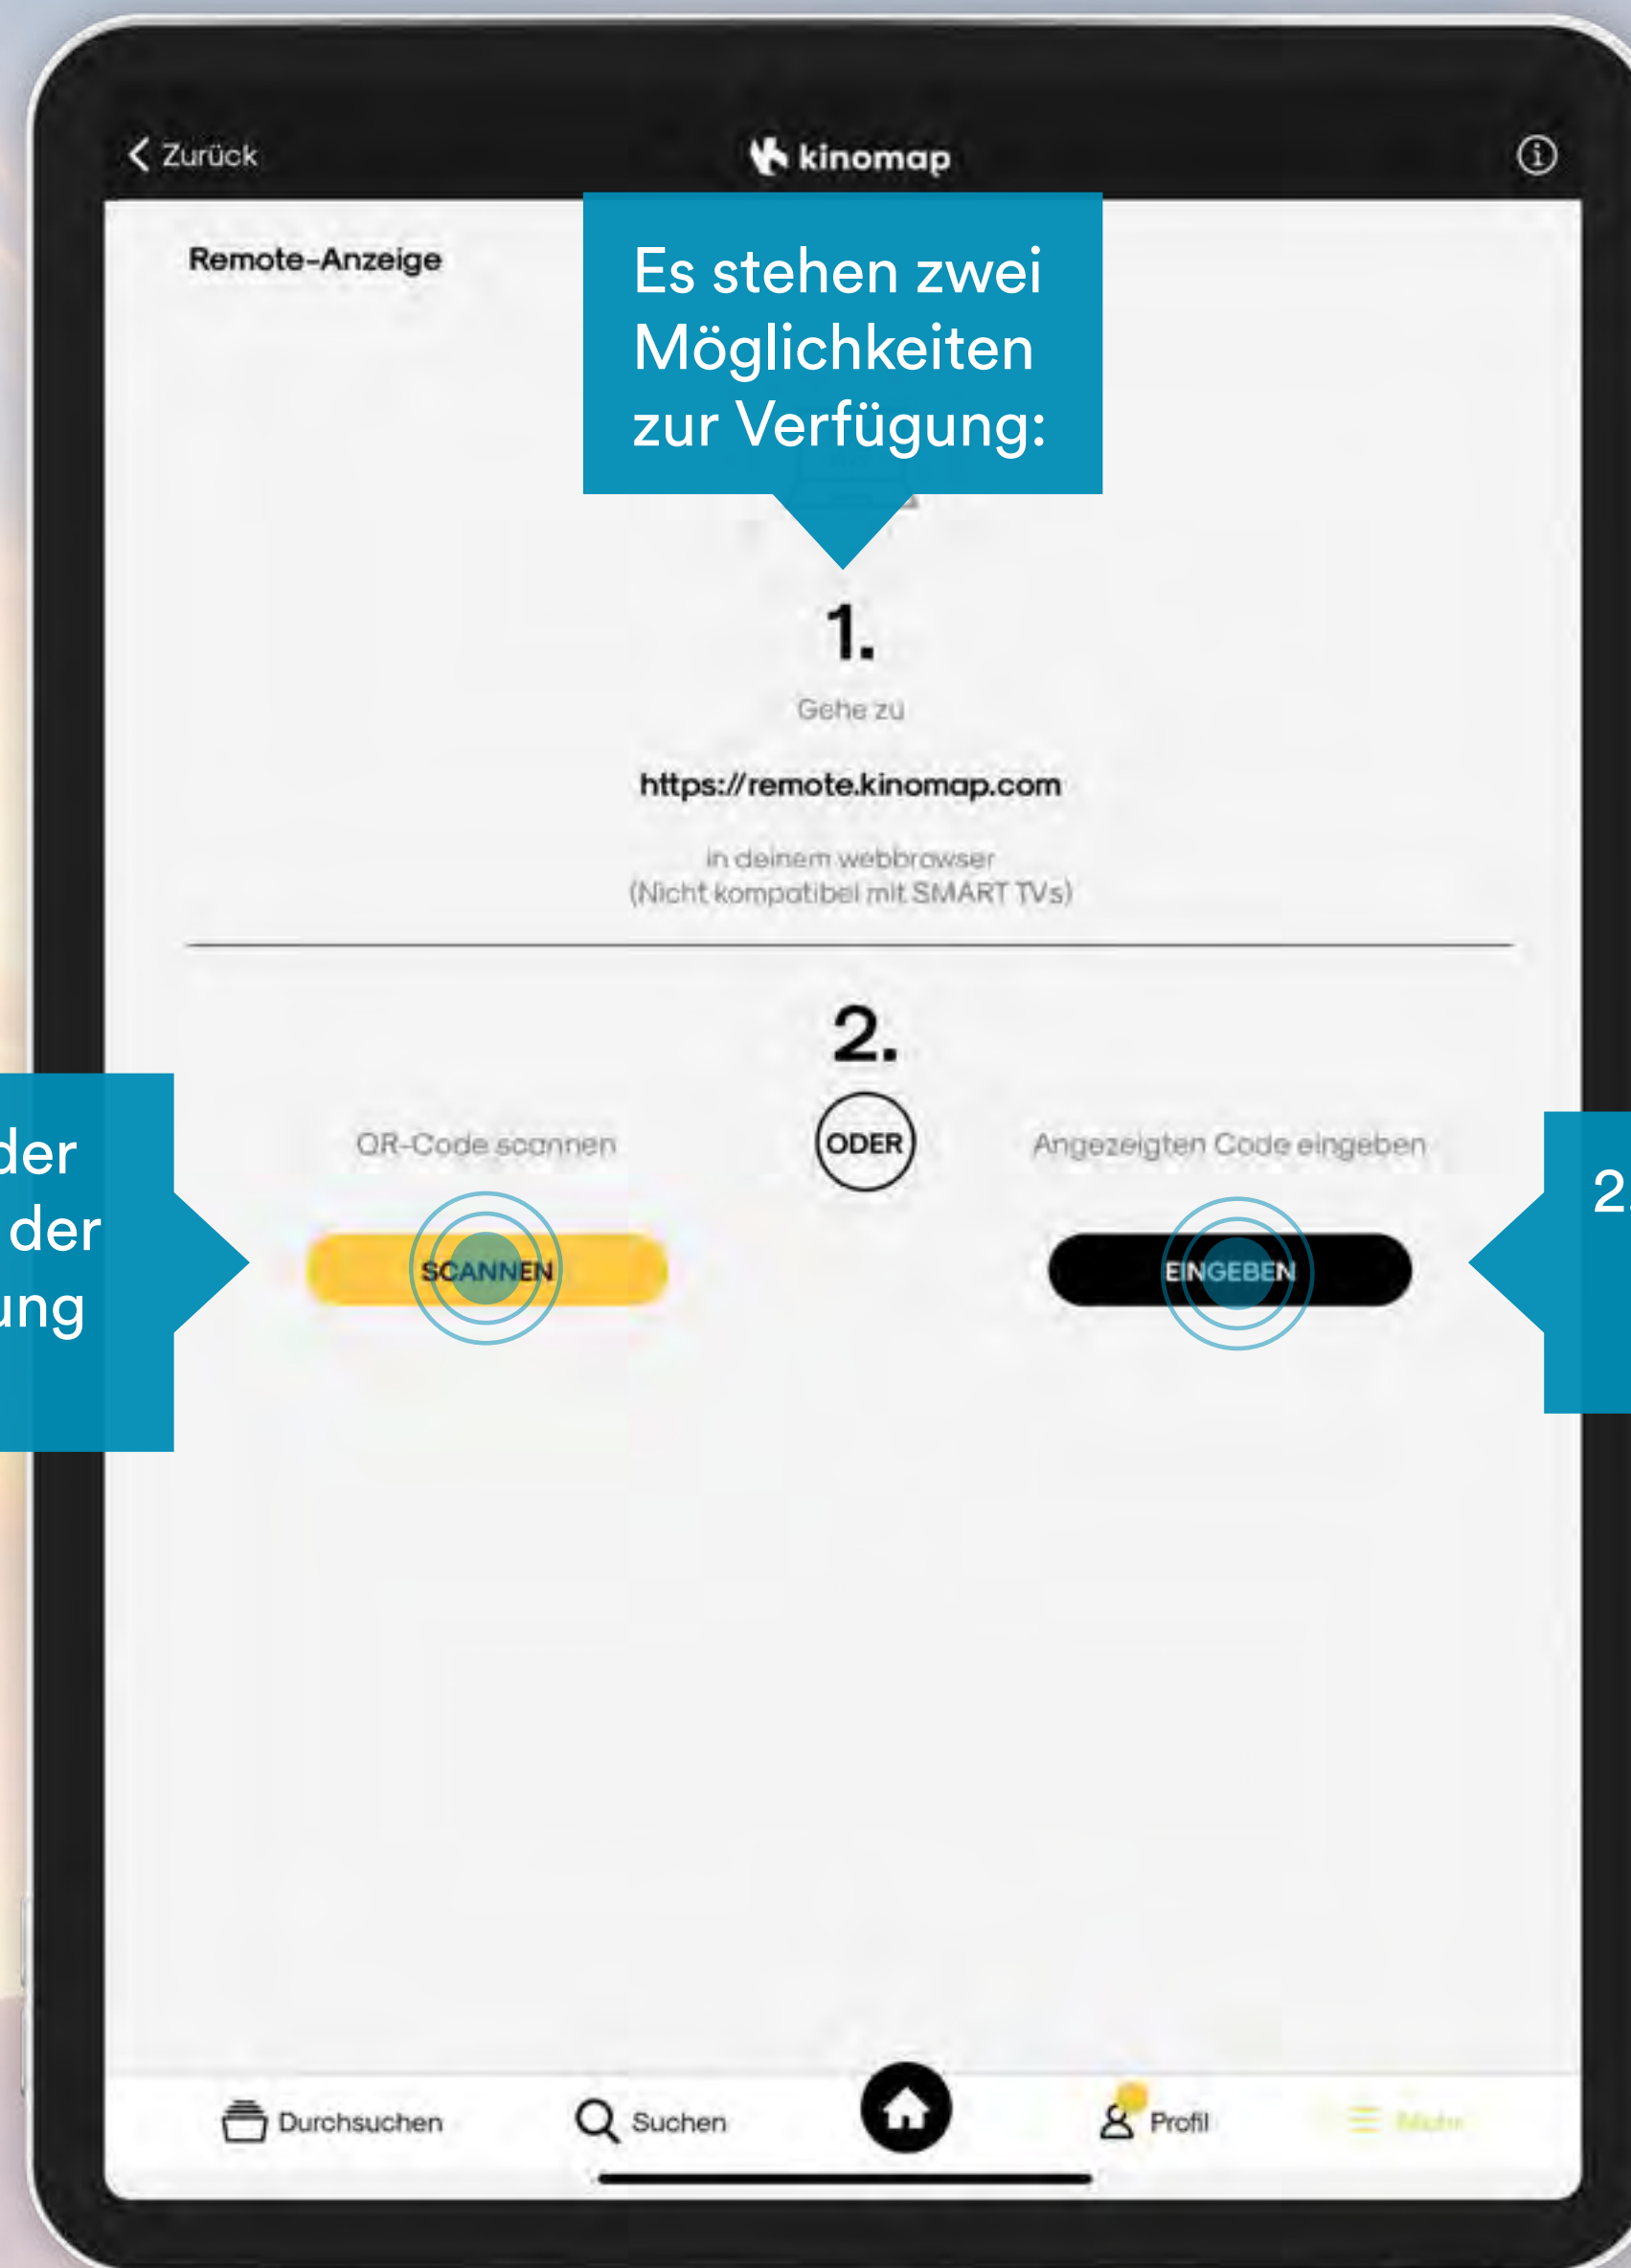 Zurück
kinomap
Remote-Anzeige
Es stehen zwei
Möglichkeiten
zur Verfügung:
1.
Gehe zu
https://remote.kinomap.com
in deinem webbrowser
(Nicht kompatibel mit SMART TVs)
2.
QR-Code scannen
ODER
Angezeigten Code eingeben
SCANNEN
EINGEBEN
der
der
ung
2.
Durchsuchen
Suchen
Profil
Mehr